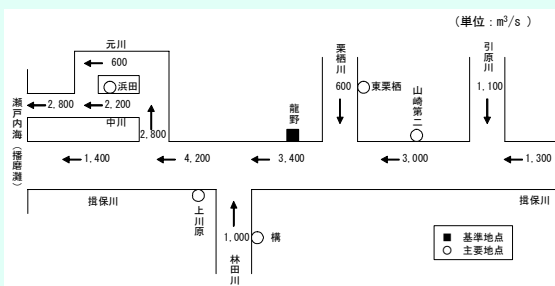 （単位：m³/s ）
元川
600
浜田
2,800
2,200
中川
2,800
瀬戸内海（播磨灘）
栗栖川
600
東栗栖
引原川
1,100
山崎第二
龍野
1,400
4,200
3,400
3,000
1,300
揖保川
上川原
1,000
構
林田川
揖保川
■ 基準地点
○ 主要地点